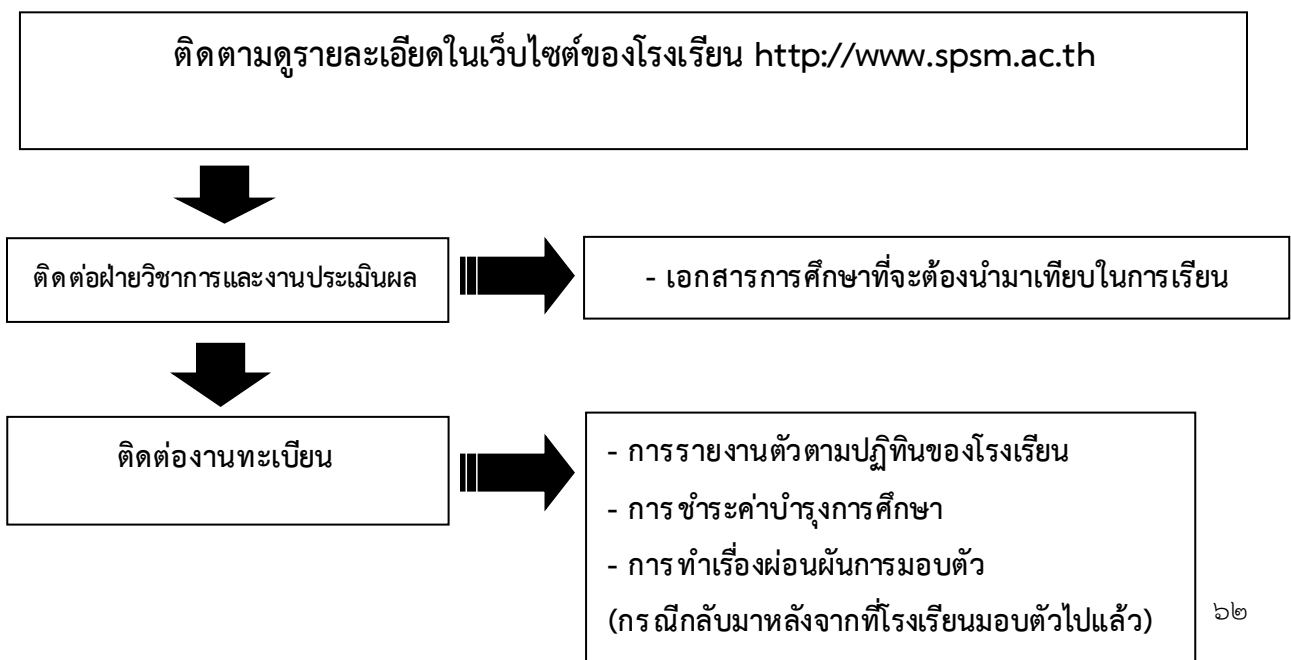 ติดตามดูรายละเอียดในเว็บไซต์ของโรงเรียน http://www.spsm.ac.th
ติดต่อฝ่ายวิชาการและงานประเมินผล
- เอกสารการศึกษาที่จะต้องนำมาเทียบในการเรียน
ติดต่องานทะเบียน
- การรายงานตัวตามปฏิทินของโรงเรียน
- การชำระค่าบำรุงการศึกษา
- การทำเรื่องผ่อนผันการมอบตัว
(กรณีกลับมาหลังจากที่โรงเรียนมอบตัวไปแล้ว)
๖๒